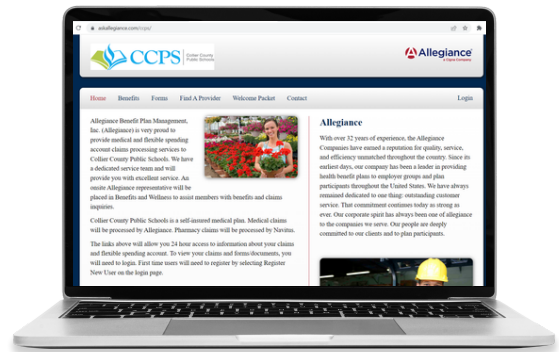 askallegiance.com/ccps/
CCPS
Collier County
Public Schools
Allegiance
A Cigna Company
Home Benefits Forms Find A Provider Welcome Packet Contact Login
Allegiance Benefit Plan Management,
Inc. (Allegiance) is very proud to
provide medical and flexible spending
account claims processing services to
Collier County Public Schools. We have
a dedicated service team and will
provide you with excellent service. An
onsite Allegiance representative will be
placed in Benefits and Wellness to assist members with benefits and claims
inquiries.
Collier County Public Schools is a self-insured medical plan. Medical claims
will be processed by Allegiance. Pharmacy claims will be processed by Navitus.
The links above will allow you 24 hour access to information about your claims
and flexible spending account. To view your claims and forms/documents, you
will need to login. First time users will need to register by selecting Register
New User on the login page.
Allegiance
With over 32 years of experience, the Allegiance
Companies have earned a reputation for quality, service,
and efficiency unmatched throughout the country. Since its
earliest days, our company has been a leader in providing
health benefit plans to employer groups and plan
participants throughout the United States. We have always
remained dedicated to one thing: outstanding customer
service. That commitment continues today as strong as
ever. Our corporate spirit has always been one of allegiance
to the companies we serve. Our people are deeply
committed to our clients and to plan participants.